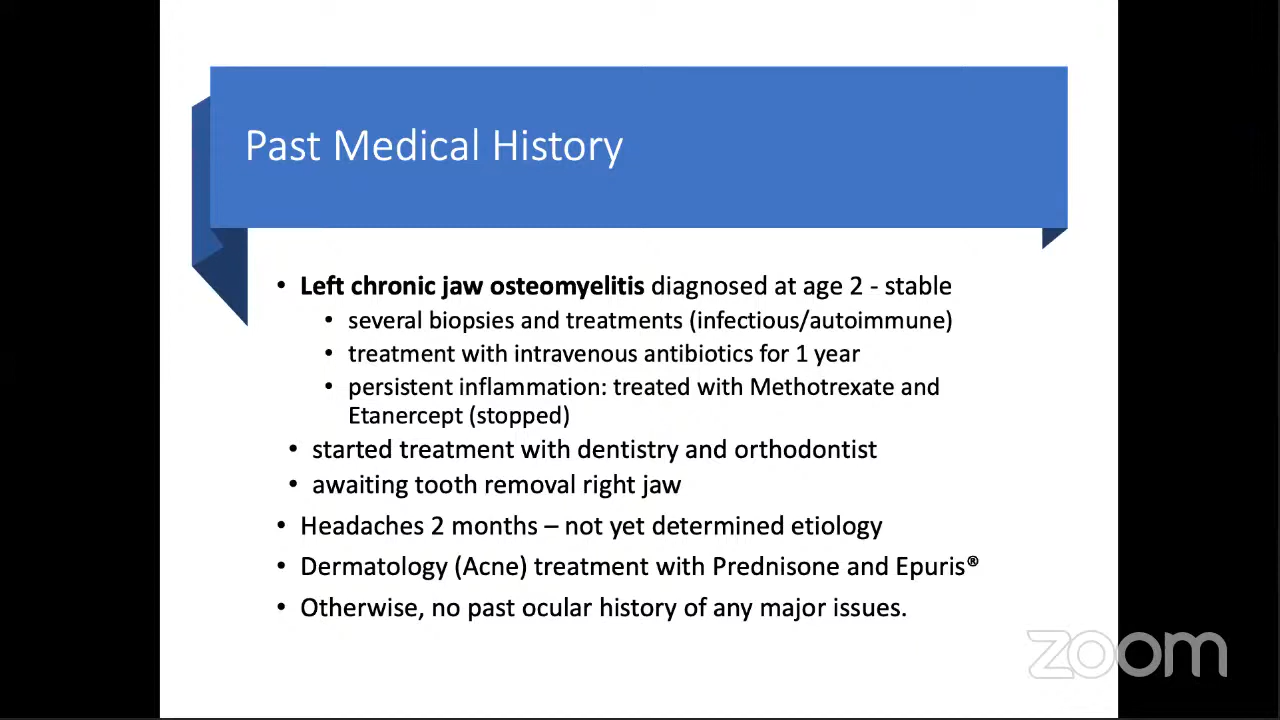 Past Medical History
• Left chronic jaw osteomyelitis diagnosed at age 2 - stable
• several biopsies and treatments (infectious/autoimmune)
• treatment with intravenous antibiotics for 1 year
• persistent inflammation: treated with Methotrexate and
Etanercept (stopped)
• started treatment with dentistry and orthodontist
• awaiting tooth removal right jaw
• Headaches 2 months – not yet determined etiology
• Dermatology (Acne) treatment with Prednisone and Epuris®
• Otherwise, no past ocular history of any major issues.
zoom